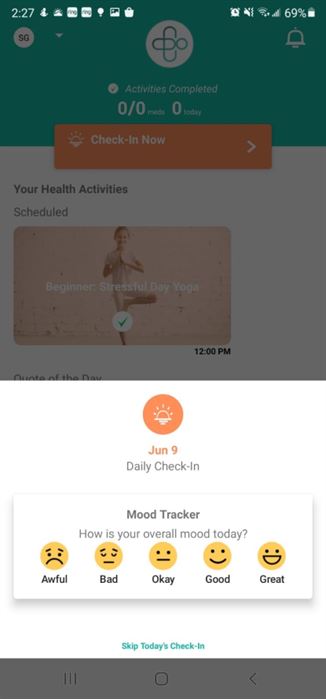 2:27
69%
SG
Activities Completed
0/0 meds 0 today
Check-In Now
Your Health Activities
Scheduled
Beginner: Stressful Day Yoga
12:00 PM
Quote of the Day
Jun 9
Daily Check-In
Mood Tracker
How is your overall mood today?
Awful Bad Okay Good Great
Skip Today's Check-In